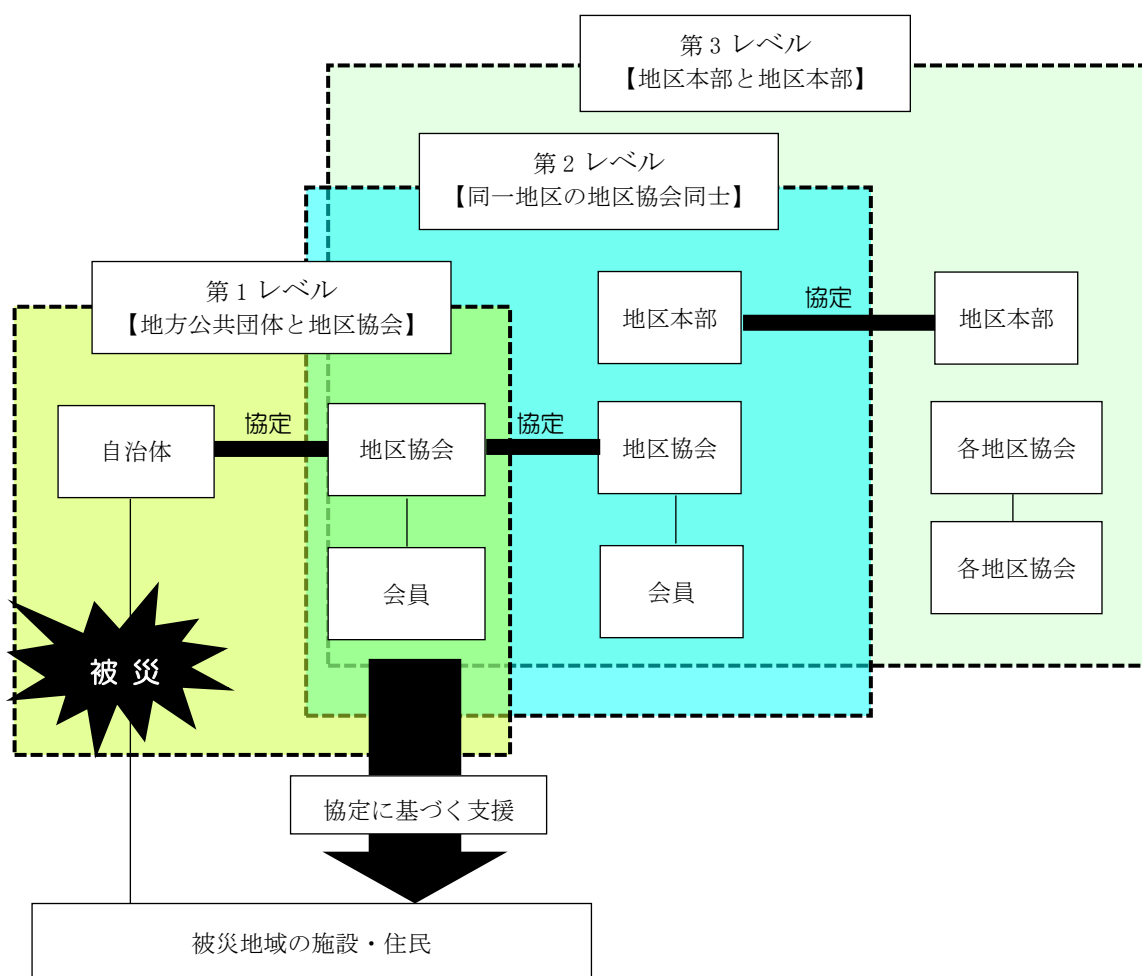 第３レベル
【地区本部と地区本部】
第２レベル
【同一地区の地区協会同士】
第１レベル
【地方公共団体と地区協会】
地区本部
協定
地区本部
自治体
協定
地区協会
協定
地区協会
各地区協会
会員
会員
各地区協会
被 災
協定に基づく支援
被災地域の施設・住民